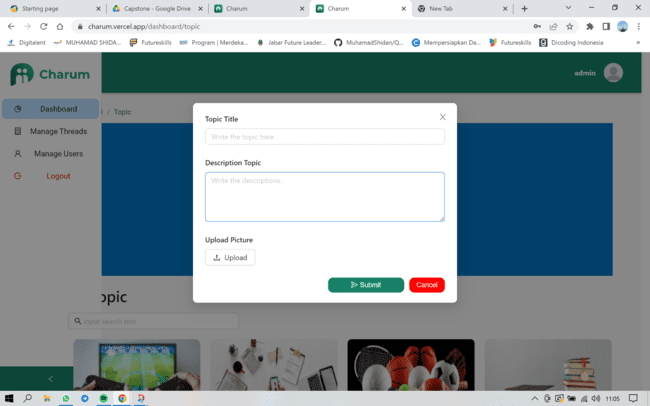 Starting page
Capstone - Google Drive
Charum
Charum
New Tab
charum.vercel.app/dashboard/topic
Digitalent
MUHAMAD SHIDA...
Futureskills
Program | Merdeka...
Jabar Future Leader...
MuhamadShidan/Q...
Mempersiapkan Da...
Futureskills
Dicoding Indonesia
»
Charum
admin
Dashboard
/ Topic
Manage Threads
Manage Users
Logout
Topic Title
Write the topic here...
Description Topic
Write the descriptions...
Upload Picture
Upload
Submit
Cancel
opic
input search text
11:05